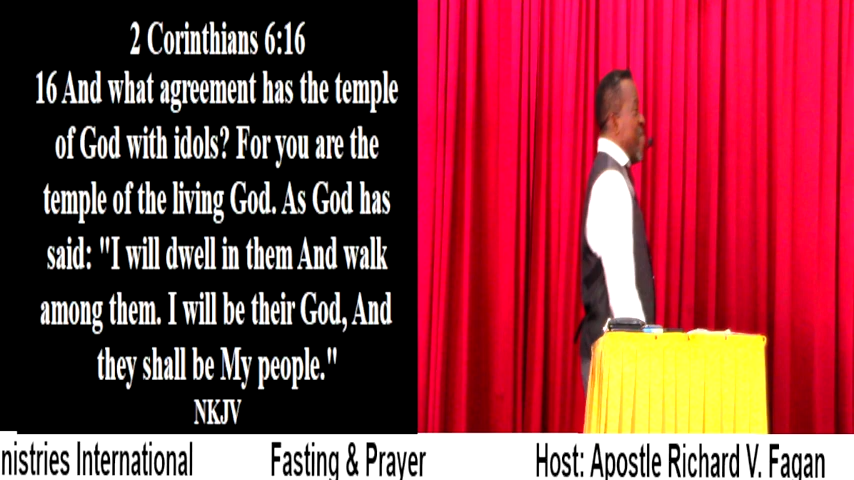 2 Corinthians 6:16
16 And what agreement has the temple
of God with idols? For you are the
temple of the living God. As God has
said: "I will dwell in them And walk
among them. I will be their God, And
they shall be My people."
NKJV
nistries International Fasting & Prayer Host: Apostle Richard V. Fagan